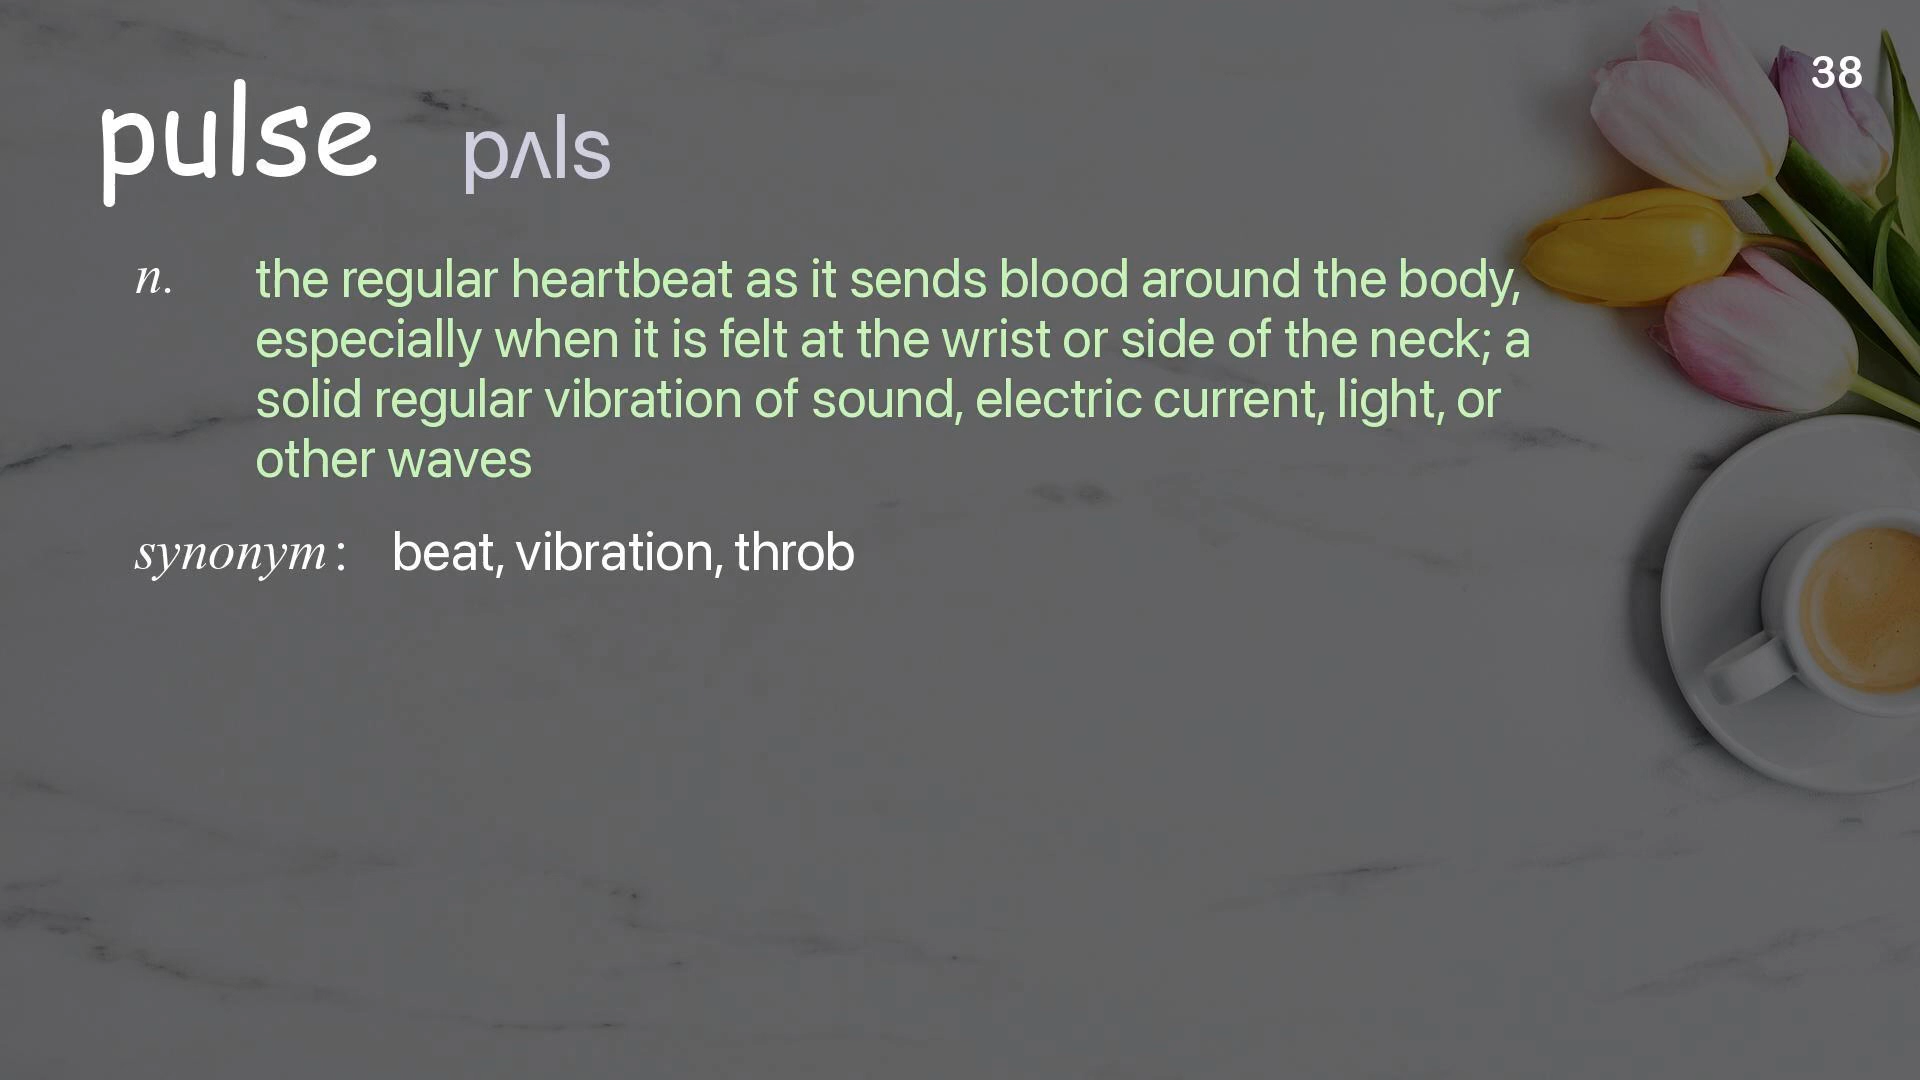 38
pulse pʌls
n. the regular heartbeat as it sends blood around the body,
especially when it is felt at the wrist or side of the neck; a
solid regular vibration of sound, electric current, light, or
other waves
synonym : beat, vibration, throb